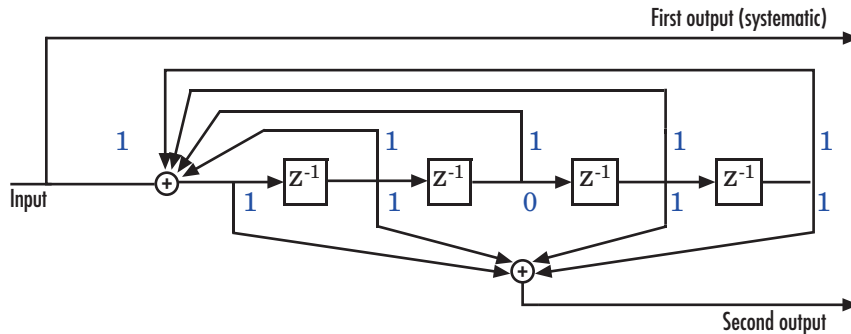 First output (systematic)
1 1 1 1 1
+ z-1 z-1 z-1 z-1
Input
1 1 0 1 1
+
Second output